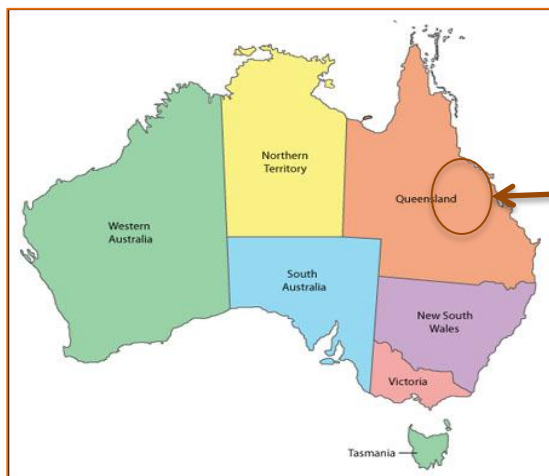 Northern
Territory
Queensland
Western
Australia
South
Australia
New South
Wales
Victoria
Tasmania